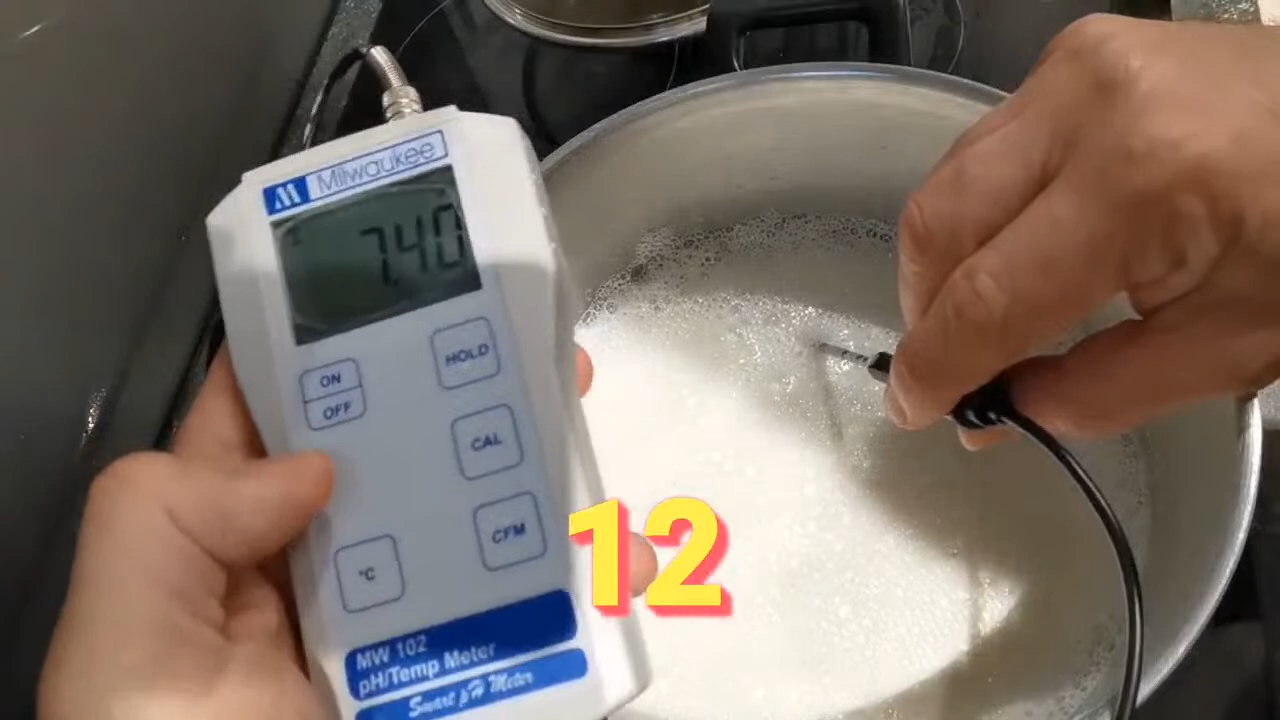 Milwaukee
7.40
HOLD
ON
OFF
CAL
CFM
°C
12
MW 102
pH/Temp Meter
Smart pH Meter